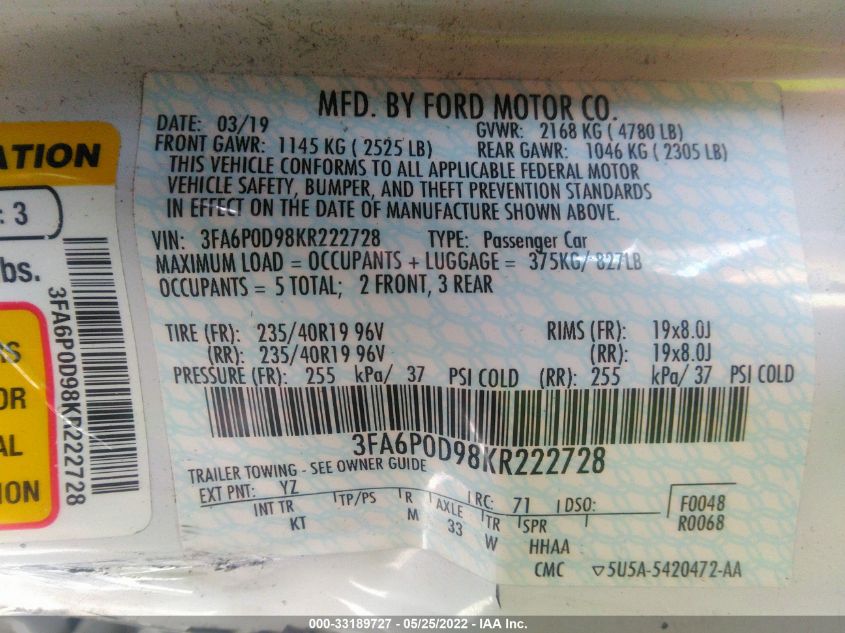 MFD. BY FORD MOTOR CO.
DATE: 03/19 GVWR: 2168 KG ( 4780 LB)
FRONT GAWR: 1145 KG ( 2525 LB) REAR GAWR: 1046 KG ( 2305 LB)
THIS VEHICLE CONFORMS TO ALL APPLICABLE FEDERAL MOTOR
VEHICLE SAFETY, BUMPER, AND THEFT PREVENTION STANDARDS
IN EFFECT ON THE DATE OF MANUFACTURE SHOWN ABOVE.
VIN: 3FA6P0D98KR222728 TYPE: Passenger Car
MAXIMUM LOAD = OCCUPANTS + LUGGAGE = 375KG/ 827LB
OCCUPANTS = 5 TOTAL; 2 FRONT, 3 REAR
TIRE (FR): 235/40R19 96V RIMS (FR): 19x8.0J
(RR): 235/40R19 96V (RR): 19x8.0J
PRESSURE (FR): 255 kPa/ 37 PSI COLD (RR): 255 kPa/ 37 PSI COLD
3FA6P0D98KR222728
TRAILER TOWING - SEE OWNER GUIDE
EXT PNT: YZ RC: 71 DSO: F0048
INT TR TP/PS R AXLE TR SPR R0068
KT M 33 W HHAA
CMC ▽5U5A-5420472-AA
ATION
: 3
bs.
RS
OR
AL
ION
3FA6P0D98KR222728
000-33189727 - 05/25/2022 - IAA Inc.